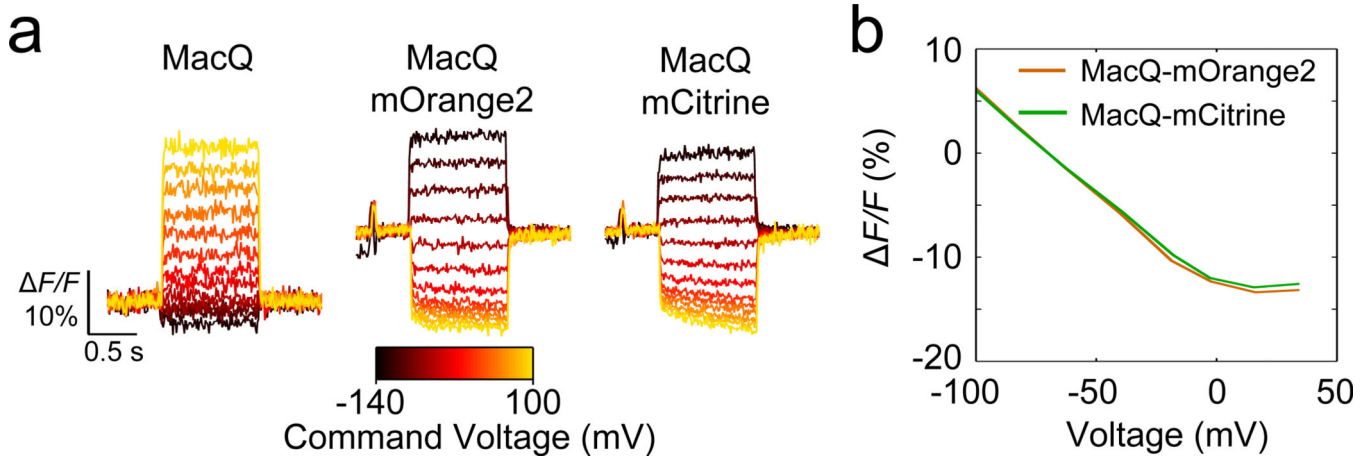 a
MacQ
MacQ
mOrange2
MacQ
mCitrine
ΔF/F
10%
0.5 s
-140
100
Command Voltage (mV)
b
10
0
-10
-20
ΔF/F (%)
MacQ-mOrange2
MacQ-mCitrine
-100
-50
0
50
Voltage (mV)